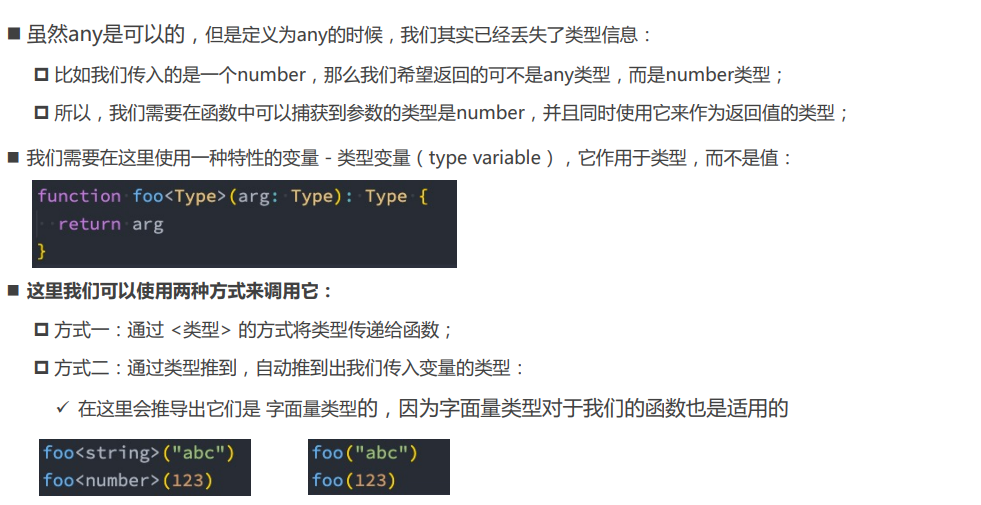 虽然any是可以的，但是定义为any的时候，我们其实已经丢失了类型信息：
比如我们传入的是一个number，那么我们希望返回的可不是any类型，而是number类型；
所以，我们需要在函数中可以捕获到参数的类型是number，并且同时使用它来作为返回值的类型；
我们需要在这里使用一种特性的变量 - 类型变量（type variable），它作用于类型，而不是值：
function foo<Type>(arg: Type): Type {
return arg
}
这里我们可以使用两种方式来调用它：
方式一：通过 <类型> 的方式将类型传递给函数；
方式二：通过类型推到，自动推到出我们传入变量的类型：
在这里会推导出它们是 字面量类型的，因为字面量类型对于我们的函数也是适用的
foo<string>("abc")
foo<number>(123)
foo("abc")
foo(123)